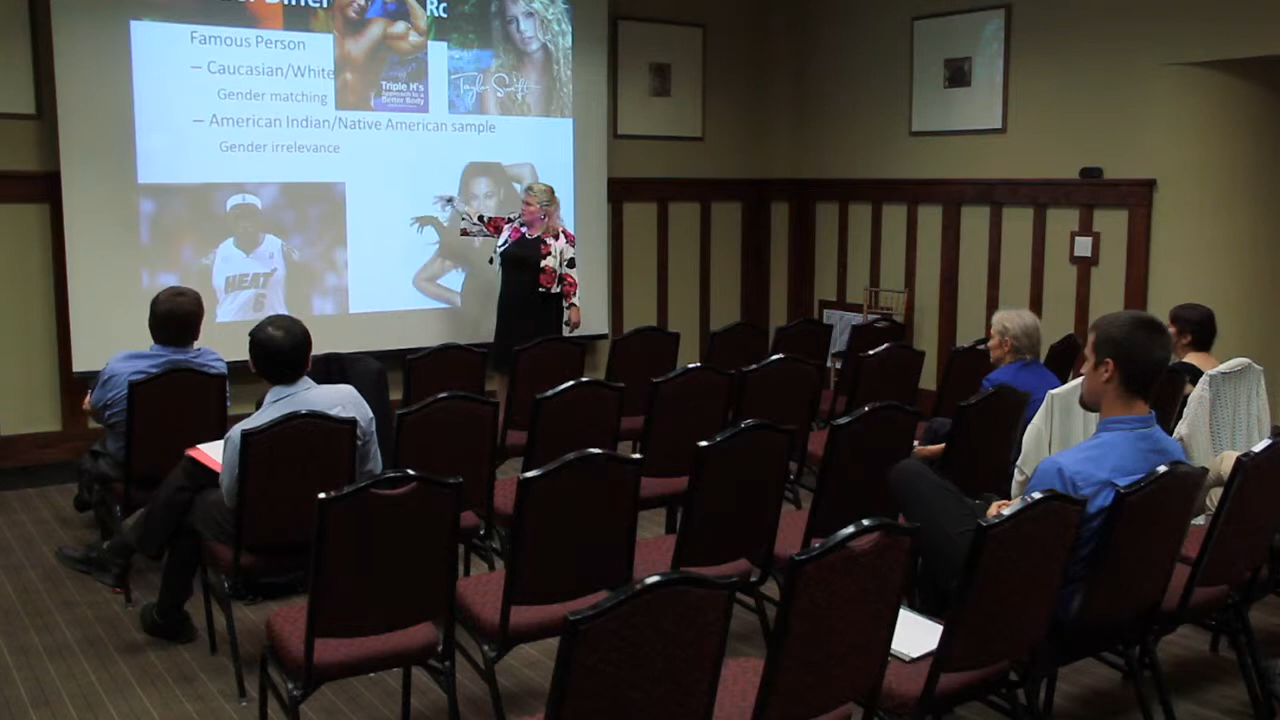 Famous Person
– Caucasian/White
Gender matching
– American Indian/Native American sample
Gender irrelevance
Triple H's
Approach to a
Better Body
Taylor Swift
HEAT
6